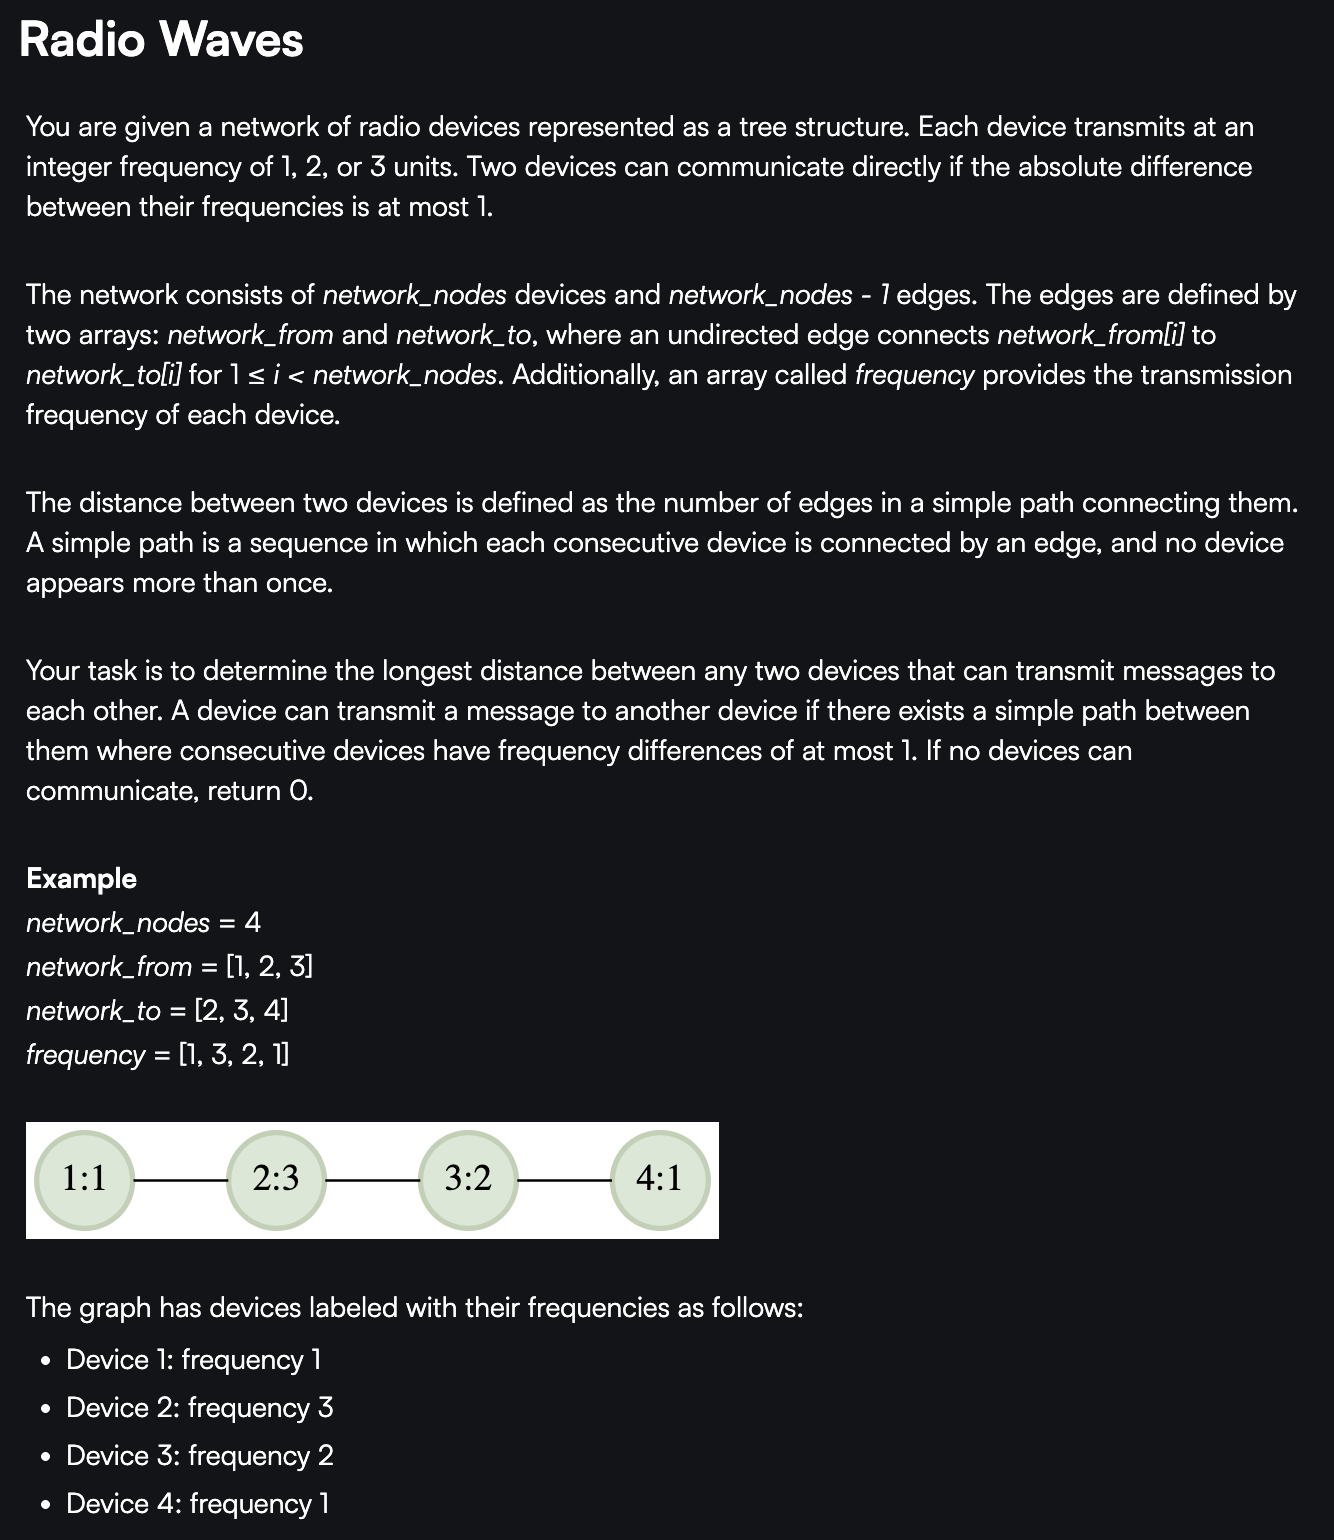 Radio Waves
You are given a network of radio devices represented as a tree structure. Each device transmits at an
integer frequency of 1, 2, or 3 units. Two devices can communicate directly if the absolute difference
between their frequencies is at most 1.
The network consists of network_nodes devices and network_nodes - 1 edges. The edges are defined by
two arrays: network_from and network_to, where an undirected edge connects network_from[i] to
network_to[i] for 1 ≤ i < network_nodes. Additionally, an array called frequency provides the transmission
frequency of each device.
The distance between two devices is defined as the number of edges in a simple path connecting them.
A simple path is a sequence in which each consecutive device is connected by an edge, and no device
appears more than once.
Your task is to determine the longest distance between any two devices that can transmit messages to
each other. A device can transmit a message to another device if there exists a simple path between
them where consecutive devices have frequency differences of at most 1. If no devices can
communicate, return 0.
Example
network_nodes = 4
network_from = [1, 2, 3]
network_to = [2, 3, 4]
frequency = [1, 3, 2, 1]
1:1 2:3 3:2 4:1
The graph has devices labeled with their frequencies as follows:
• Device 1: frequency 1
• Device 2: frequency 3
• Device 3: frequency 2
• Device 4: frequency 1